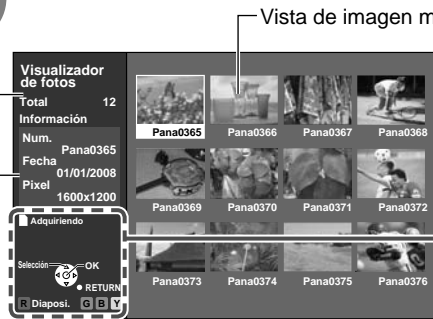 Vista de imagen m
Visualizador
de fotos
Total 12
Información
Num.
Pana0365
Fecha
01/01/2008
Pixel
1600x1200
Adquiriendo
Selección OK
RETURN
R Diaposi. G B Y
Pana0365 Pana0366 Pana0367 Pana0368
Pana0369 Pana0370 Pana0371 Pana0372
Pana0373 Pana0374 Pana0375 Pana0376